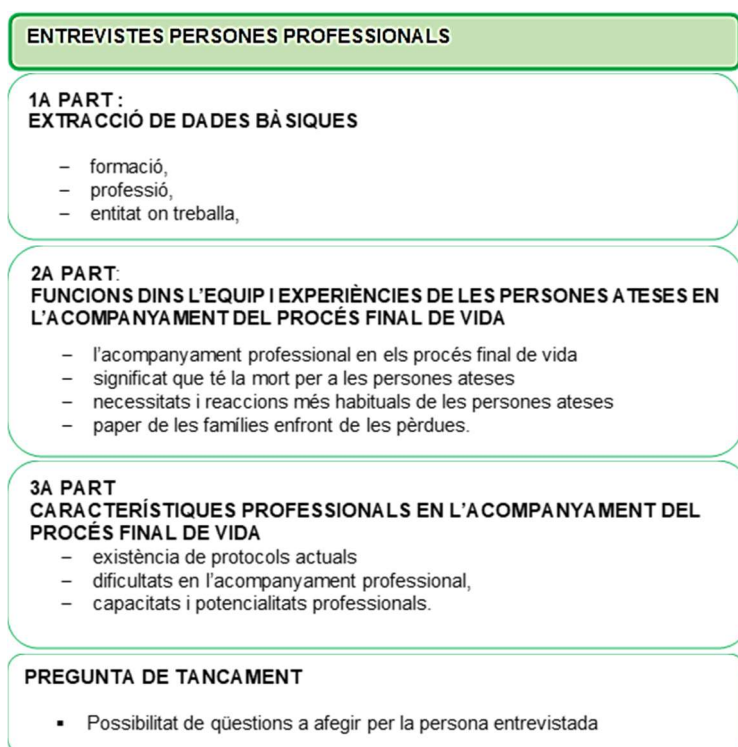 ENTREVISTES PERSONES PROFESSIONALS
1A PART :
EXTRACCIÓ DE DADES BÀSIQUES
– formació,
– professió,
– entitat on treballa,
2A PART:
FUNCIONS DINS L’EQUIP I EXPERIÈNCIES DE LES PERSONES ATESES EN
L’ACOMPANYAMENT DEL PROCÉS FINAL DE VIDA
– l’acompanyament professional en els procés final de vida
– significat que té la mort per a les persones ateses
– necessitats i reaccions més habituals de les persones ateses
– paper de les famílies enfront de les pèrdues.
3A PART
CARACTERÍSTIQUES PROFESSIONALS EN L’ACOMPANYAMENT DEL
PROCÉS FINAL DE VIDA
– existència de protocols actuals
– dificultats en l’acompanyament professional,
– capacitats i potencialitats professionals.
PREGUNTA DE TANCAMENT
▪ Possibilitat de qüestions a afegir per la persona entrevistada